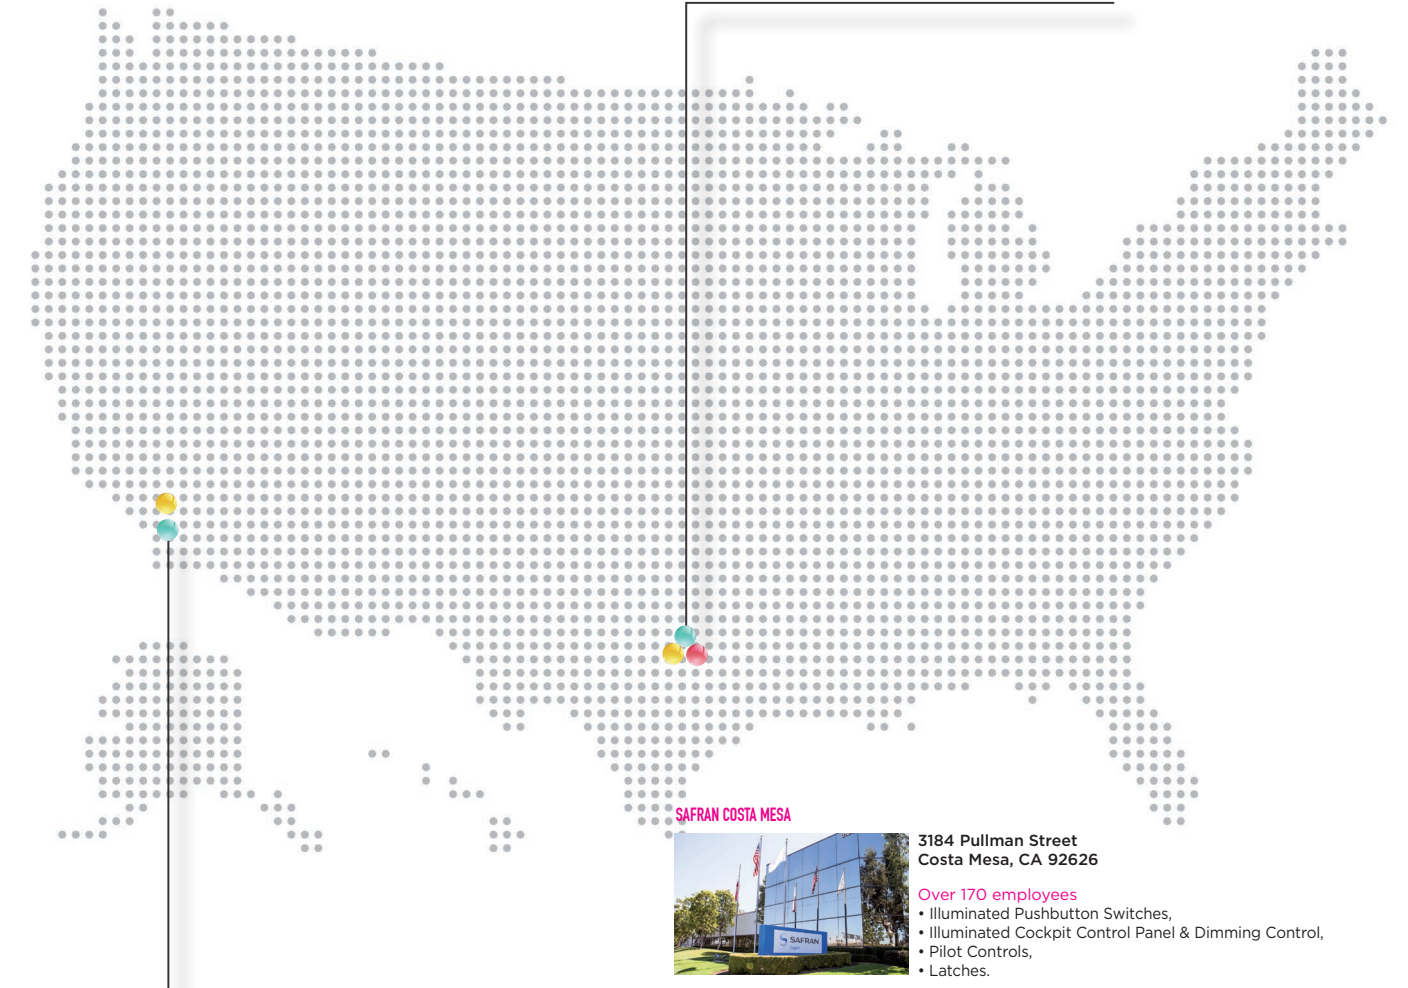 SAFRAN COSTA MESA
3184 Pullman Street
Costa Mesa, CA 92626
Over 170 employees
• Illuminated Pushbutton Switches,
• Illuminated Cockpit Control Panel & Dimming Control,
• Pilot Controls,
• Latches.
SAFRAN